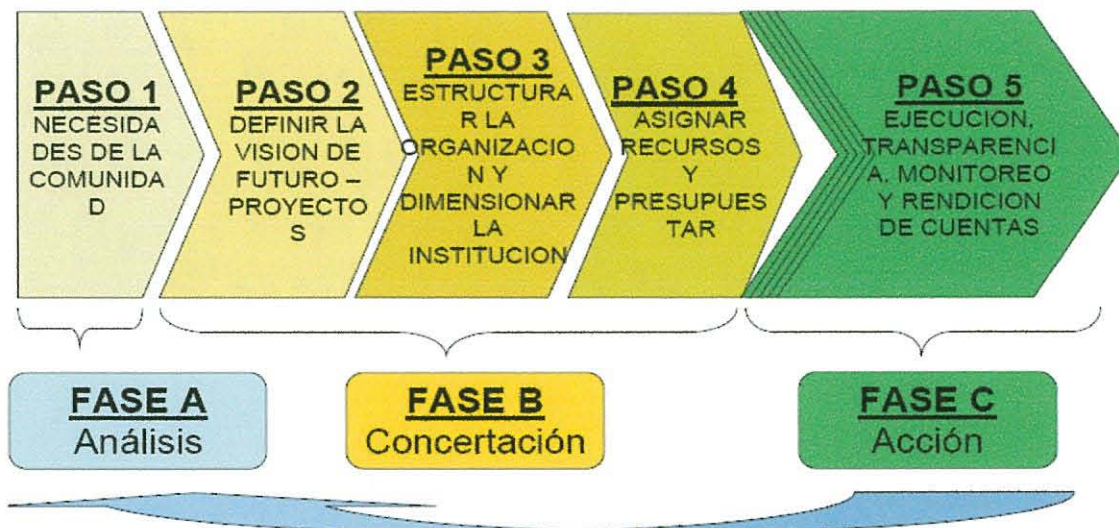 PASO 1
NECESIDA
DES DE LA
COMUNIDA
D
PASO 2
DEFINIR LA
VISION DE
FUTURO –
PROYECTO
S
PASO 3
ESTRUCTURA
R LA
ORGANIZACIO
N Y
DIMENSIONAR
LA
INSTITUCION
PASO 4
ASIGNAR
RECURSOS
Y
PRESUPUES
TAR
PASO 5
EJECUCION,
TRANSPARENCI
A, MONITOREO
Y RENDICION
DE CUENTAS
FASE A
Análisis
FASE B
Concertación
FASE C
Acción